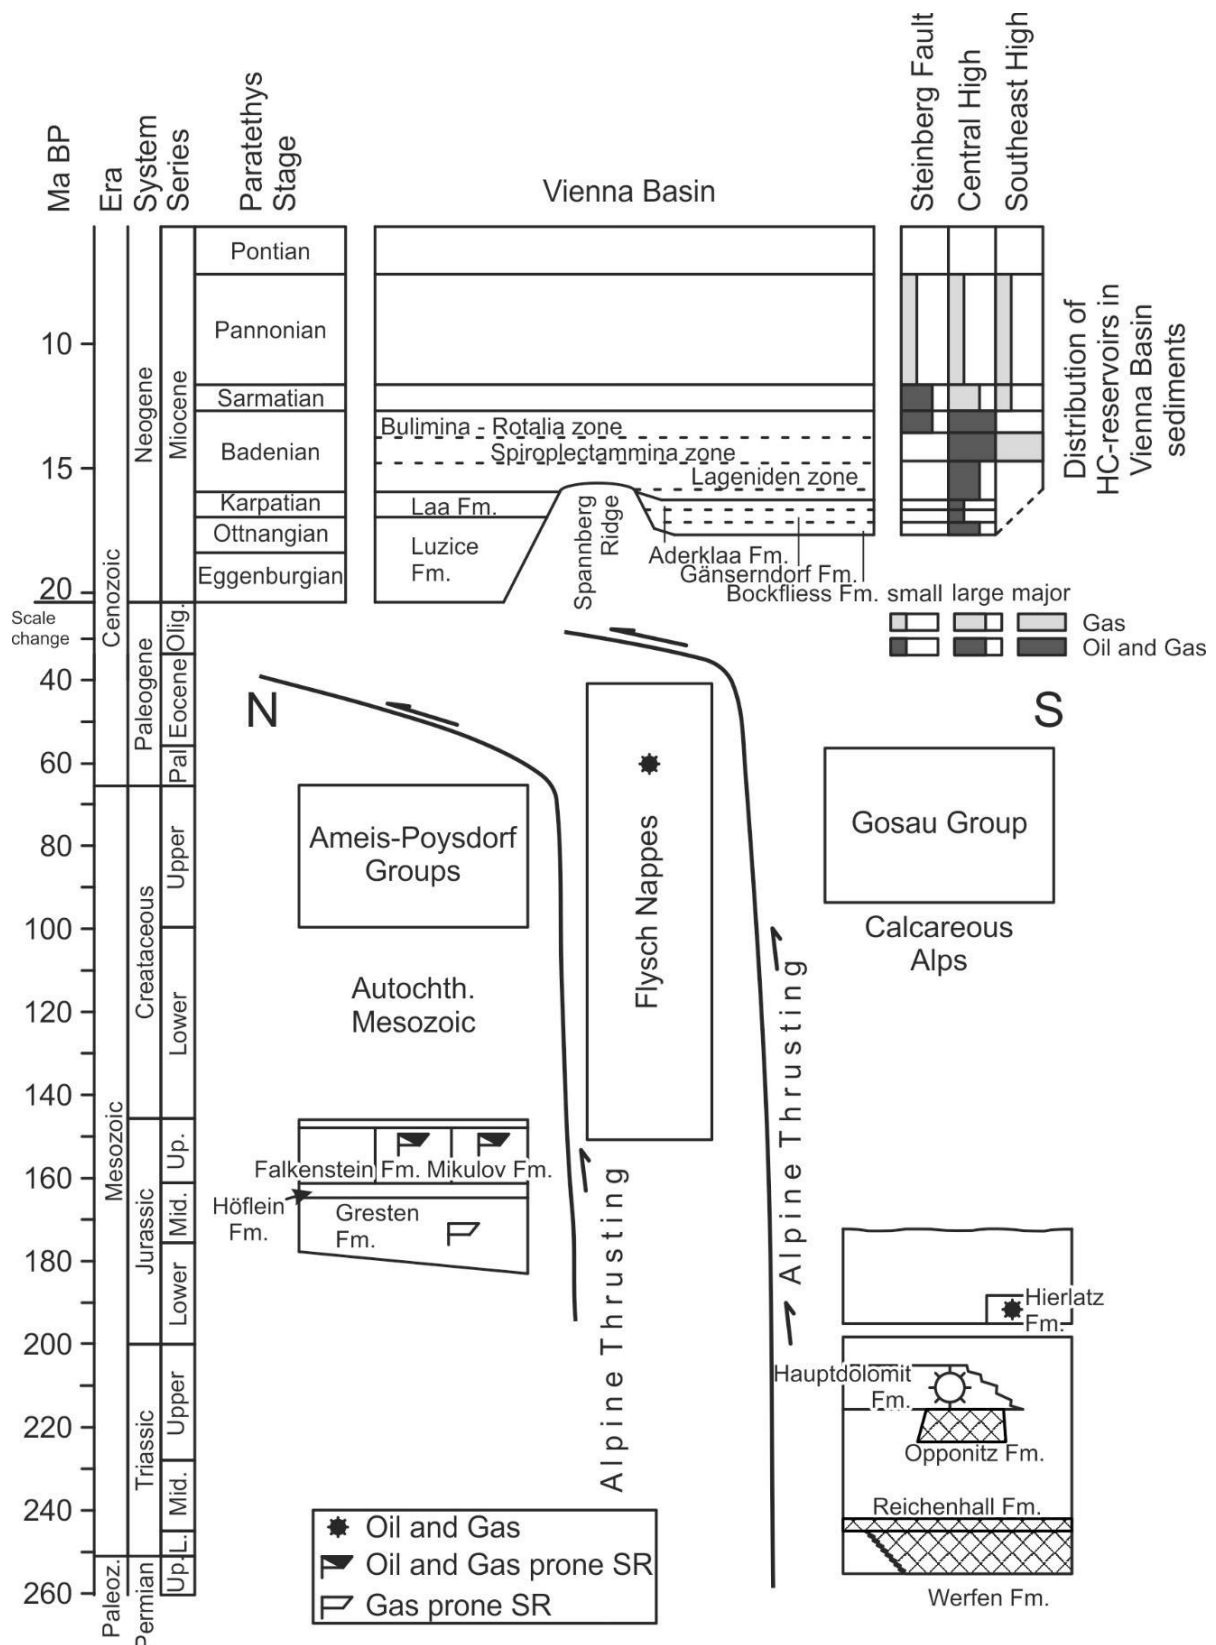 Ma BP
Era
System
Series
Paratethys
Stage
Vienna Basin
Steinberg Fault
Central High
Southeast High
Distribution of
HC-reservoirs in
Vienna Basin
sediments
Pontian
Pannonian
Sarmatian
Badenian
Karpatian
Ottnangian
Eggenburgian
10
15
20
Scale
change
40
60
80
100
120
140
160
180
200
220
240
260
Cenozoic
Mesozoic
Paleoz.
Neogene
Paleogene
Creataceous
Jurassic
Triassic
Permian
Miocene
Olig.
Eocene
Pal
Upper
Lower
Up.
Mid.
Lower
Upper
Mid.
L.
Up.
Bulimina - Rotalia zone
Spiroplectammina zone
Lageniden zone
Laa Fm.
Luzice
Fm.
Spannberg
Ridge
Aderklaa Fm.
Gänserndorf Fm.
Bockfliess Fm.
small large major
Gas
Oil and Gas
N
S
Ameis-Poysdorf
Groups
Autochth.
Mesozoic
Falkenstein Fm. Mikulov Fm.
Höflein
Fm.
Gresten
Fm.
Flysch Nappes
Alpine Thrusting
Alpine Thrusting
Gosau Group
Calcareous
Alps
Hierlatz
Fm.
Hauptdolomit
Fm.
Opponitz Fm.
Reichenhall Fm.
Werfen Fm.
Oil and Gas
Oil and Gas prone SR
Gas prone SR